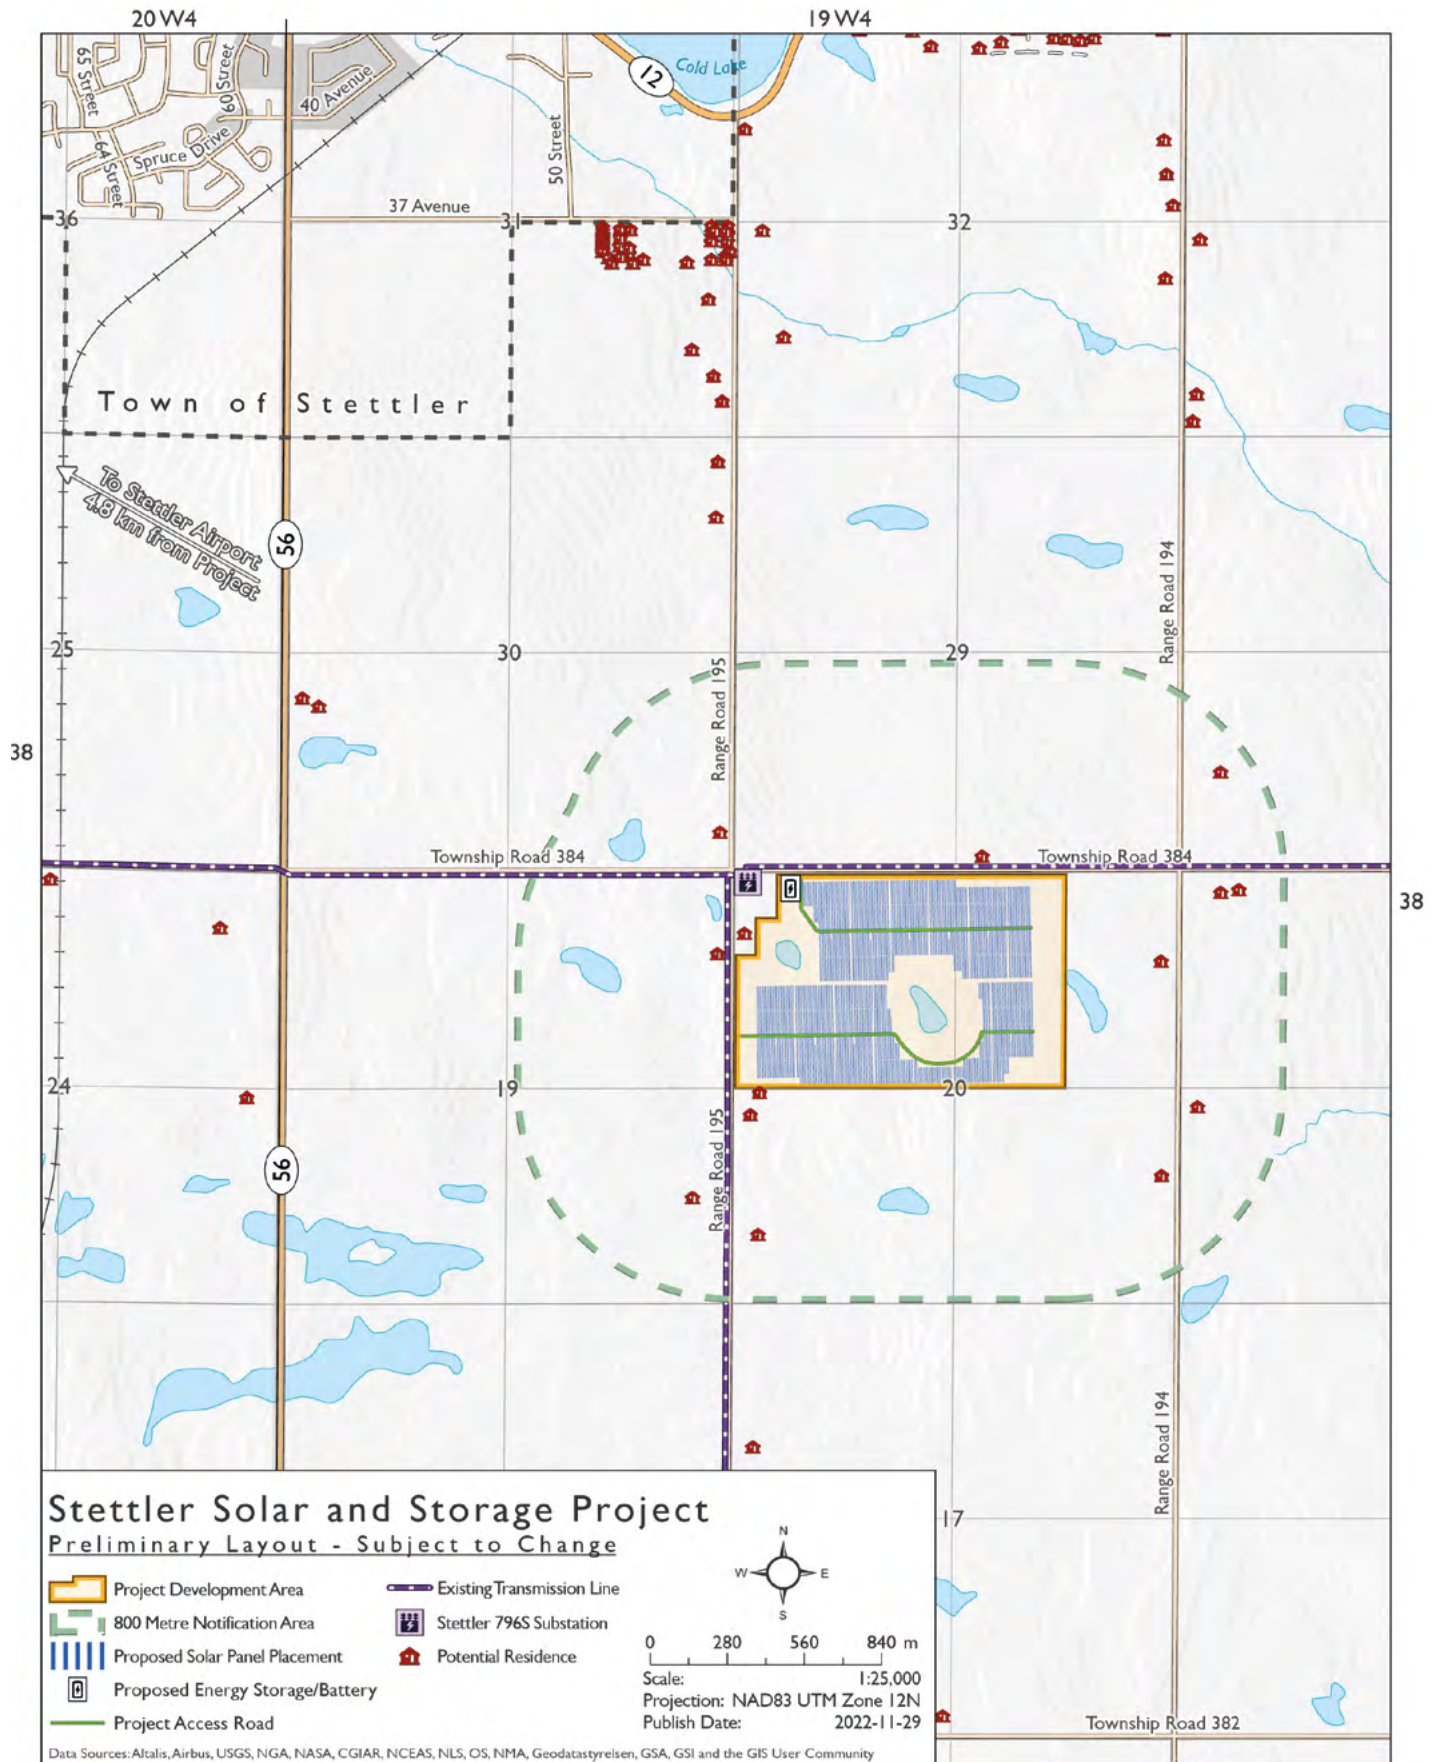 20 W4
19 W4
65 Street
60 Street
40 Avenue
12
Cold Lake
64 Street
Spruce Drive
50 Street
37 Avenue
36
31
32
Town of Stettler
To Stettler Airport
4.8 km from Project
56
Range Road 194
25
30
29
Range Road 195
38
Township Road 384
Township Road 384
38
24
19
20
56
Range Road 195
Range Road 194
17
Township Road 382
Stettler Solar and Storage Project
Preliminary Layout - Subject to Change
Project Development Area
800 Metre Notification Area
Proposed Solar Panel Placement
Proposed Energy Storage/Battery
Project Access Road
Existing Transmission Line
Stettler 796S Substation
Potential Residence
N
W E
S
0 280 560 840 m
Scale: 1:25,000
Projection: NAD83 UTM Zone 12N
Publish Date: 2022-11-29
Data Sources: Altalis, Airbus, USGS, NGA, NASA, CGIAR, NCEAS, NLS, OS, NMA, Geodatastyrelsen, GSA, GSI and the GIS User Community